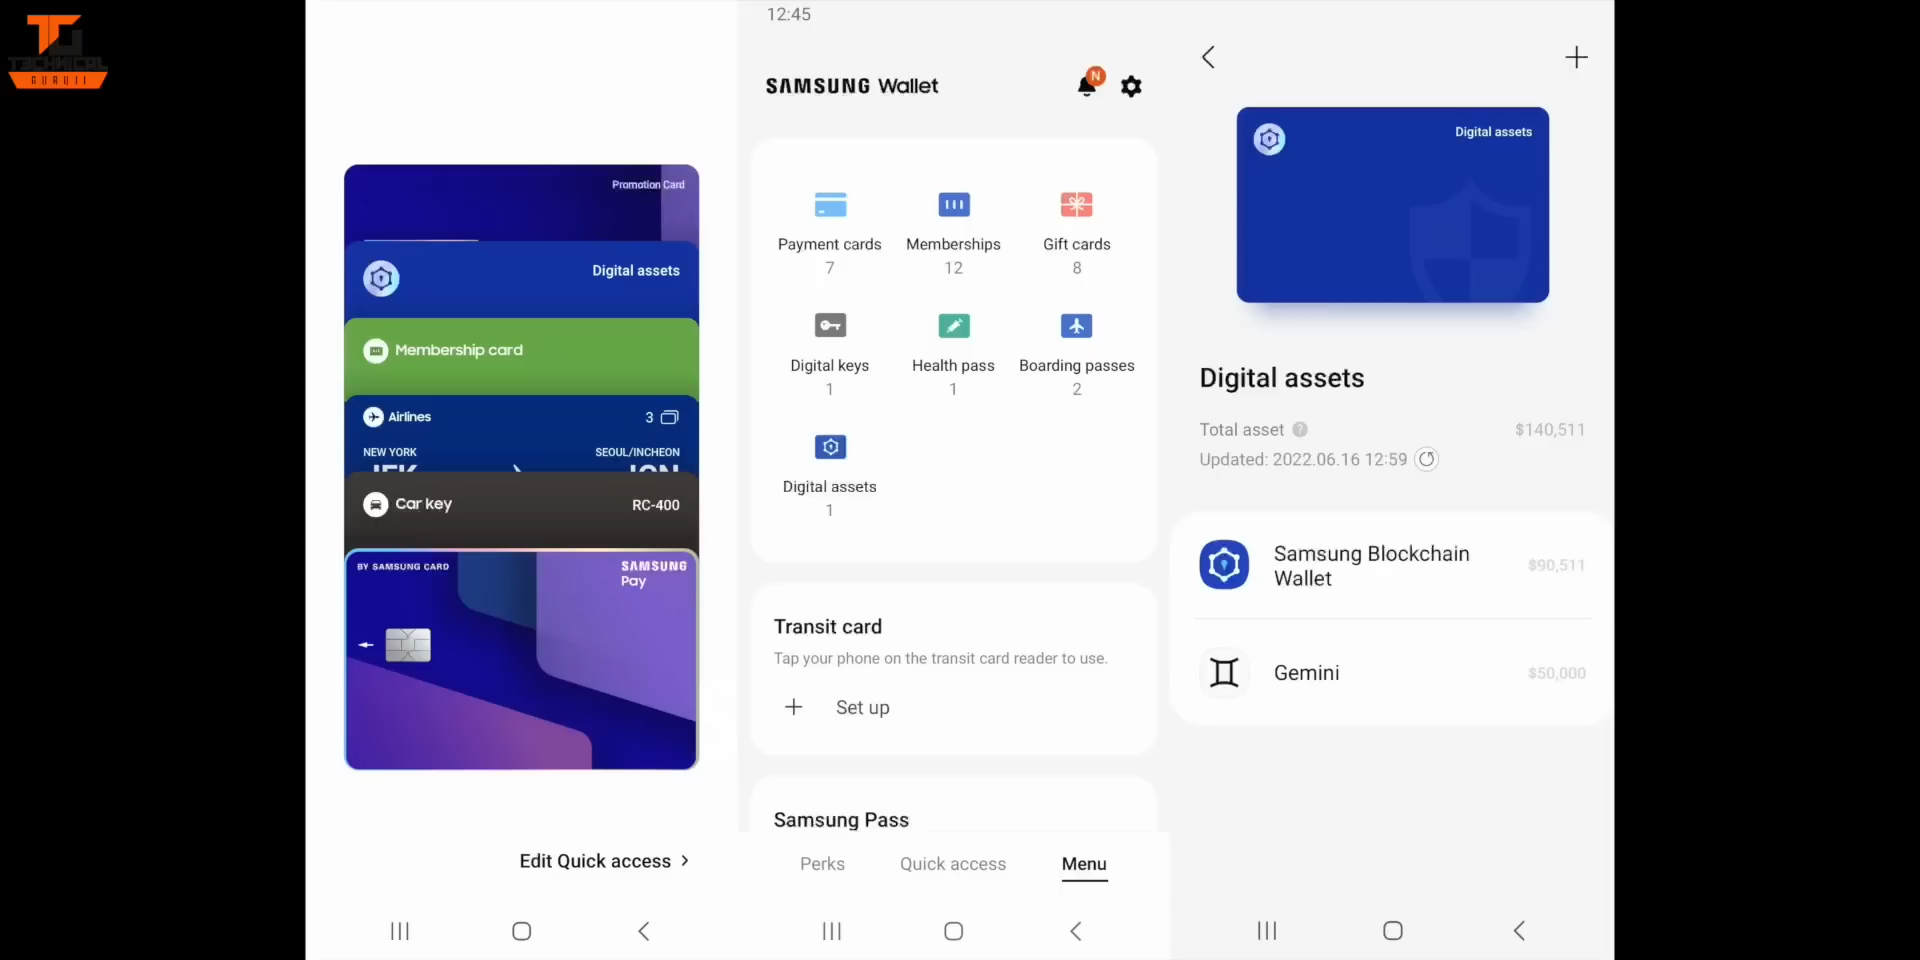 TECHNICAL
GURUJI
Promotion Card
Digital assets
Membership card
Airlines
3
NEW YORK
SEOUL/INCHEON
JFK
ICN
Car key
RC-400
BY SAMSUNG CARD
SAMSUNG
Pay
Edit Quick access
12:45
SAMSUNG Wallet
N
Payment cards
7
Memberships
12
Gift cards
8
Digital keys
1
Health pass
1
Boarding passes
2
Digital assets
1
Transit card
Tap your phone on the transit card reader to use.
Set up
Samsung Pass
Perks
Quick access
Menu
Digital assets
Digital assets
Total asset ?
$140,511
Updated: 2022.06.16 12:59
Samsung Blockchain
Wallet
$90,511
Gemini
$50,000